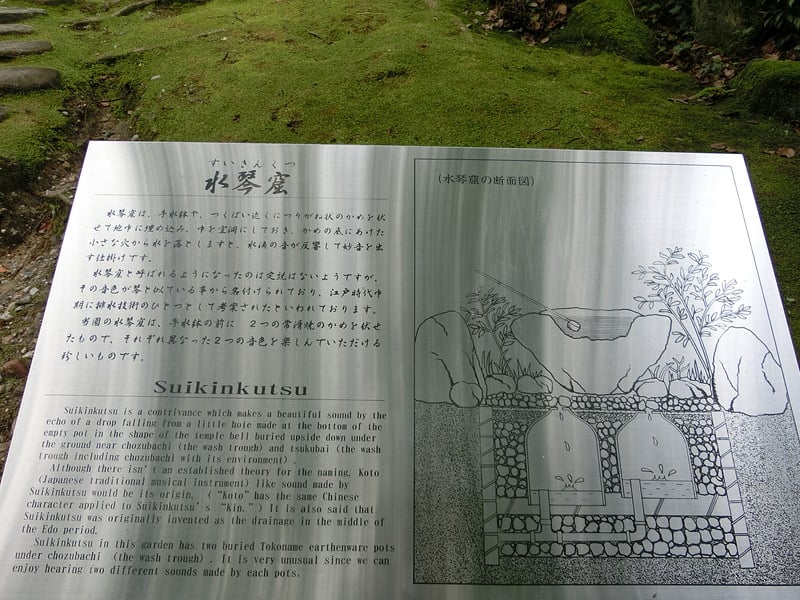 すいきんくつ
水琴窟
水琴窟は、手水鉢や、つくばい近くにつりがね状のかめを伏
せて地中に埋め込み、中を空洞にしておき、かめの底にあけた
小さな穴から水を落としますと、水滴の音が反響して妙音を出
す仕掛けです。
水琴窟と呼ばれるようになったのは定説はないようですが、
その音色が琴と似ている事から名付けられており、江戸時代中
期に排水技術のひとつとして考案されたといわれております。
当園の水琴窟は、手水鉢の前に 2つの常滑焼のかめを伏せ
たもので、それぞれ異なった2つの音色を楽しんでいただける
珍しいものです。
Suikinkutsu
Suikinkutsu is a contrivance which makes a beautiful sound by the
echo of a drop falling from a little hole made at the bottom of the
empty pot in the shape of the temple bell buried upside down under
the ground near chozubachi (the wash trough) and tsukubai (the wash
trough including chozubachi with its environment).
Although there isn't an established theory for the naming, Koto
(Japanese traditional musical instrument) like sound made by
Suikinkutsu would be its origin. ("Koto" has the same Chinese
character applied to Suikinkutsu's "Kin.") It is also said that
Suikinkutsu was originally invented as the drainage in the middle of
the Edo period.
Suikinkutsu in this garden has two buried Tokoname earthenware pots
under chozubachi (the wash trough). It is very unusual since we can
enjoy hearing two different sounds made by each pots.
(水琴窟の断面図)